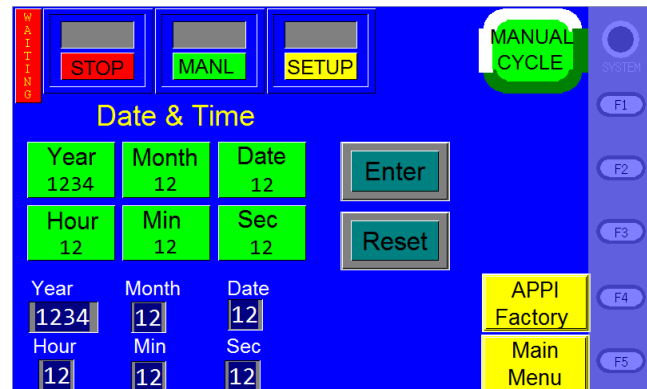 WAITING
STOP
MANL
SETUP
MANUAL
CYCLE
SYSTEM
F1
Date & Time
Year
1234
Month
12
Date
12
Enter
F2
Hour
12
Min
12
Sec
12
Reset
F3
Year Month Date
1234 12 12
APPI
Factory
F4
Hour Min Sec
12 12 12
Main
Menu
F5